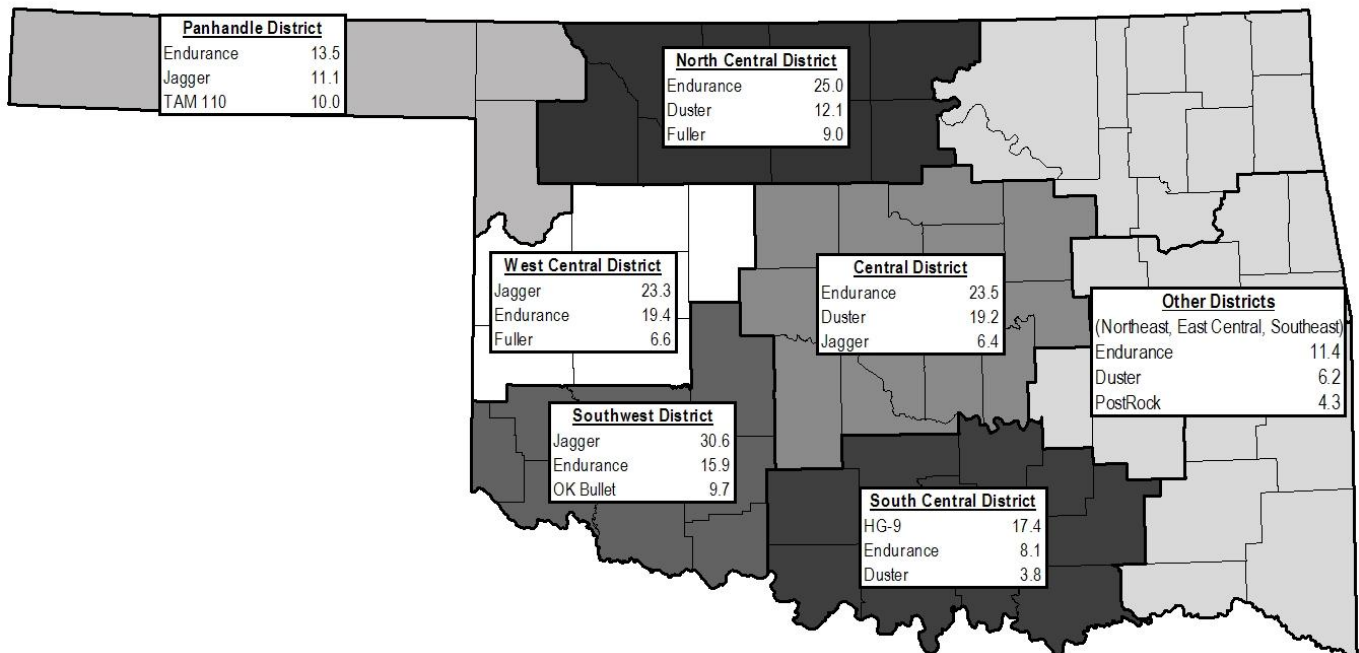 Panhandle District
Endurance 13.5
Jagger 11.1
TAM 110 10.0
North Central District
Endurance 25.0
Duster 12.1
Fuller 9.0
West Central District
Jagger 23.3
Endurance 19.4
Fuller 6.6
Central District
Endurance 23.5
Duster 19.2
Jagger 6.4
Other Districts
(Northeast, East Central, Southeast)
Endurance 11.4
Duster 6.2
PostRock 4.3
Southwest District
Jagger 30.6
Endurance 15.9
OK Bullet 9.7
South Central District
HG-9 17.4
Endurance 8.1
Duster 3.8